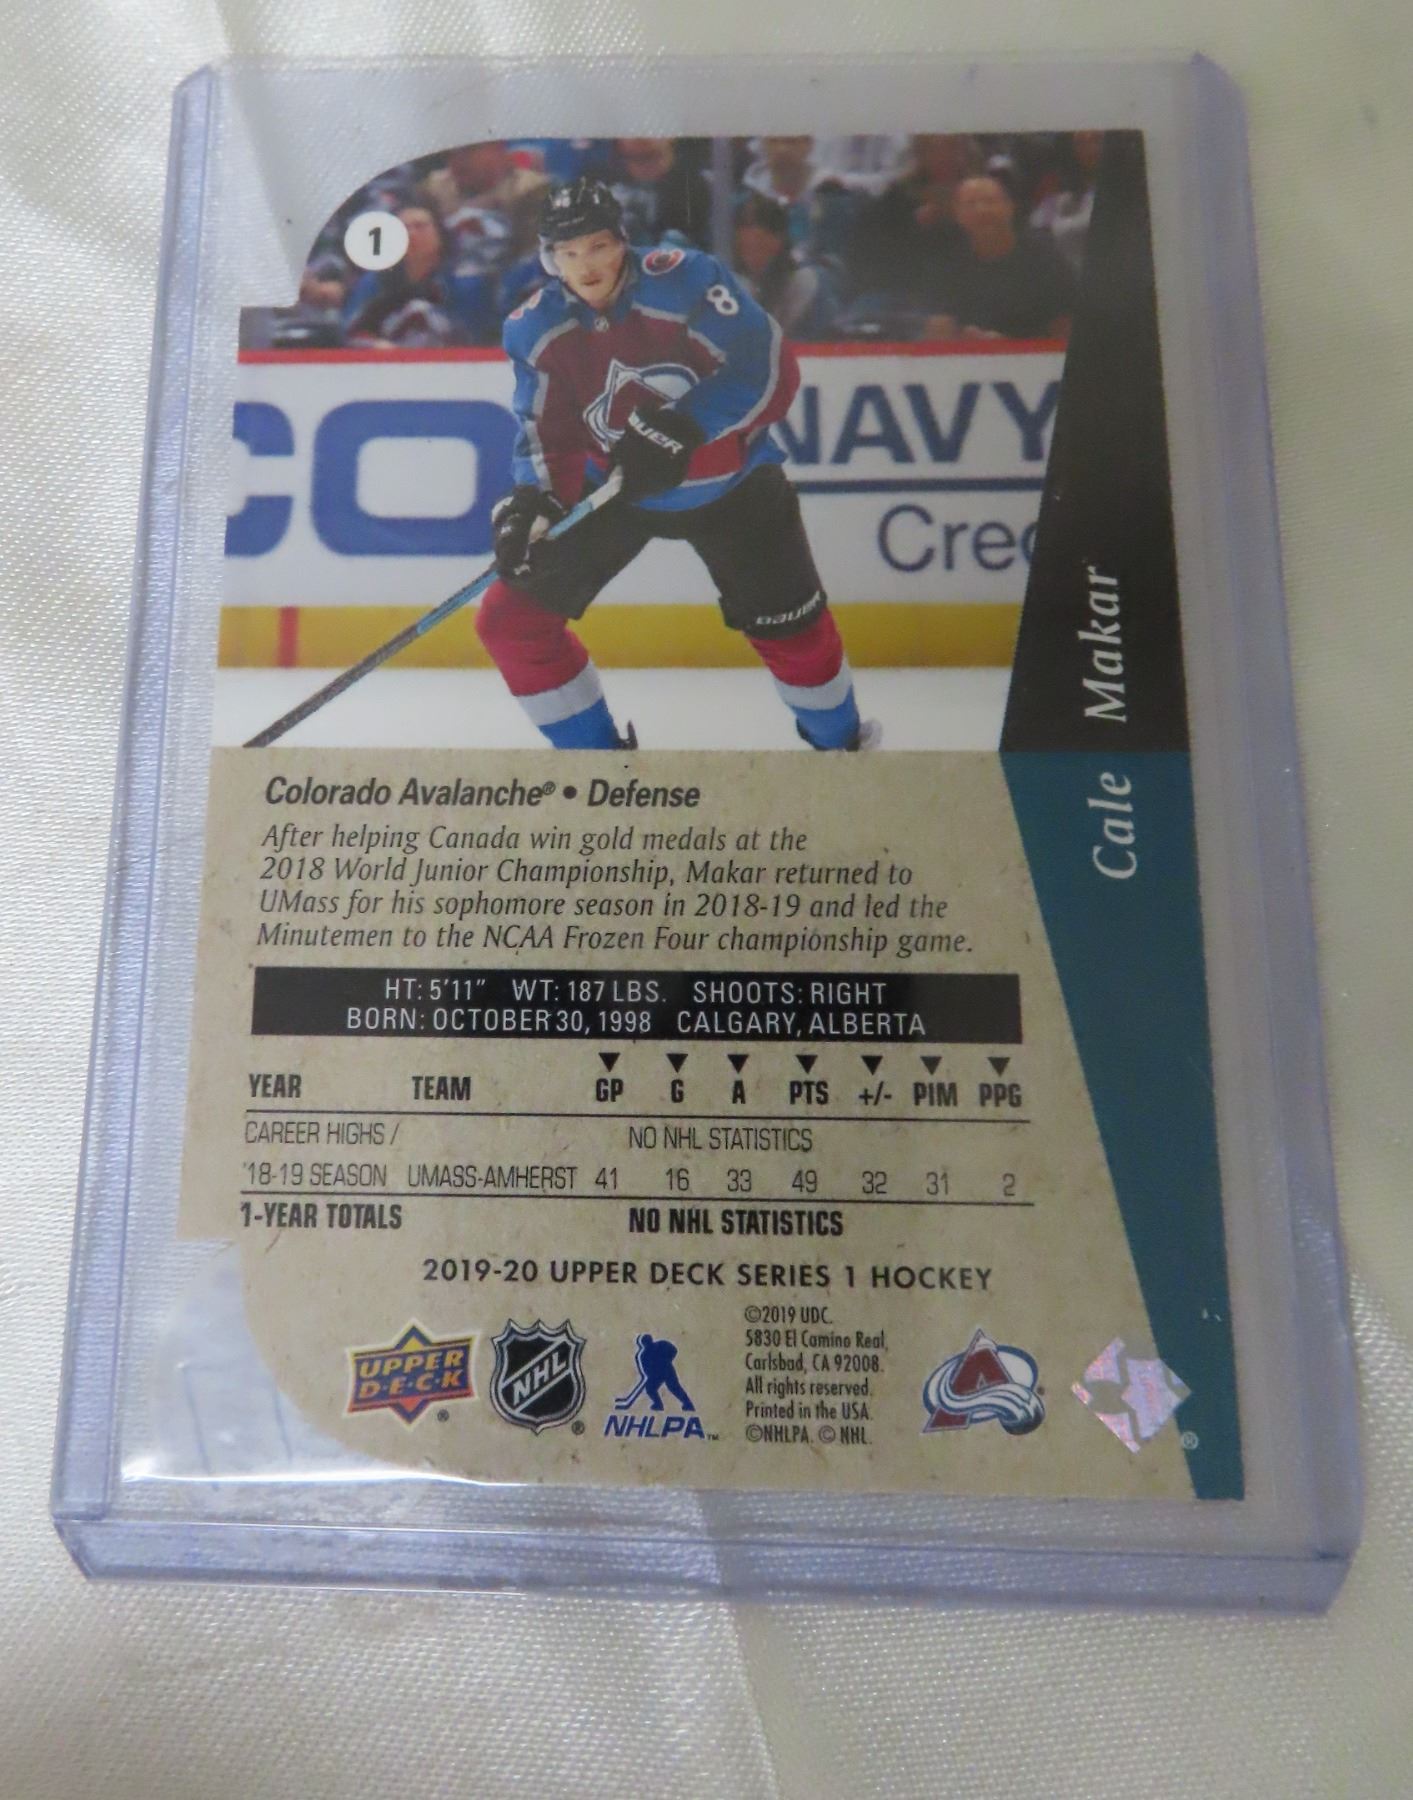 1
8
CO
NAVY
Cre
BAUER
BAUER
Cale Makar
Colorado Avalanche® • Defense
After helping Canada win gold medals at the
2018 World Junior Championship, Makar returned to
UMass for his sophomore season in 2018-19 and led the
Minutemen to the NCAA Frozen Four championship game.
HT: 5'11" WT: 187 LBS. SHOOTS: RIGHT
BORN: OCTOBER 30, 1998 CALGARY, ALBERTA
YEAR TEAM GP G A PTS +/- PIM PPG
CAREER HIGHS / NO NHL STATISTICS
'18-19 SEASON UMASS-AMHERST 41 16 33 49 32 31 2
1-YEAR TOTALS NO NHL STATISTICS
2019-20 UPPER DECK SERIES 1 HOCKEY
UPPER
D•E•C•K ®
NHL ®
NHLPA™
©2019 UDC.
5830 El Camino Real,
Carlsbad, CA 92008.
All rights reserved.
Printed in the USA.
©NHLPA. © NHL.
®
®